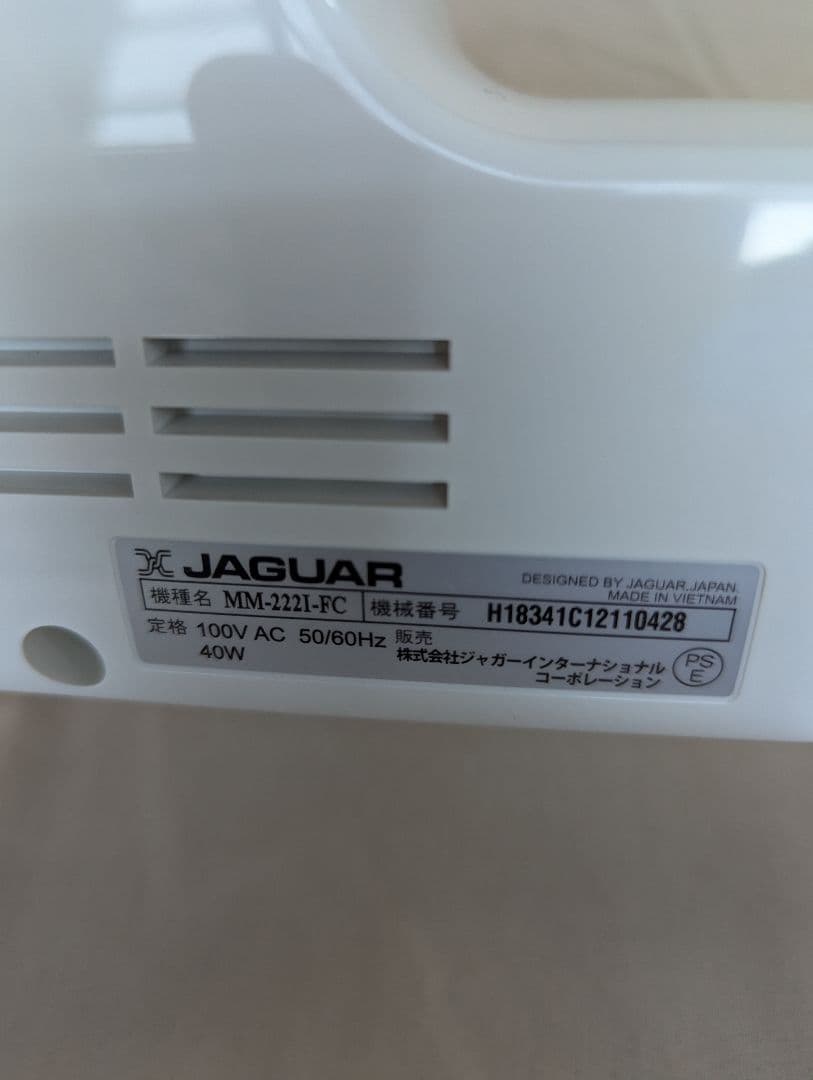 JAGUAR
DESIGNED BY JAGUAR.JAPAN.
MADE IN VIETNAM
機種名 MM-222I-FC 機械番号 H18341C12110428
定格 100V AC 50/60Hz 販売
40W 株式会社ジャガーインターナショナル
コーポレーション
PS
E